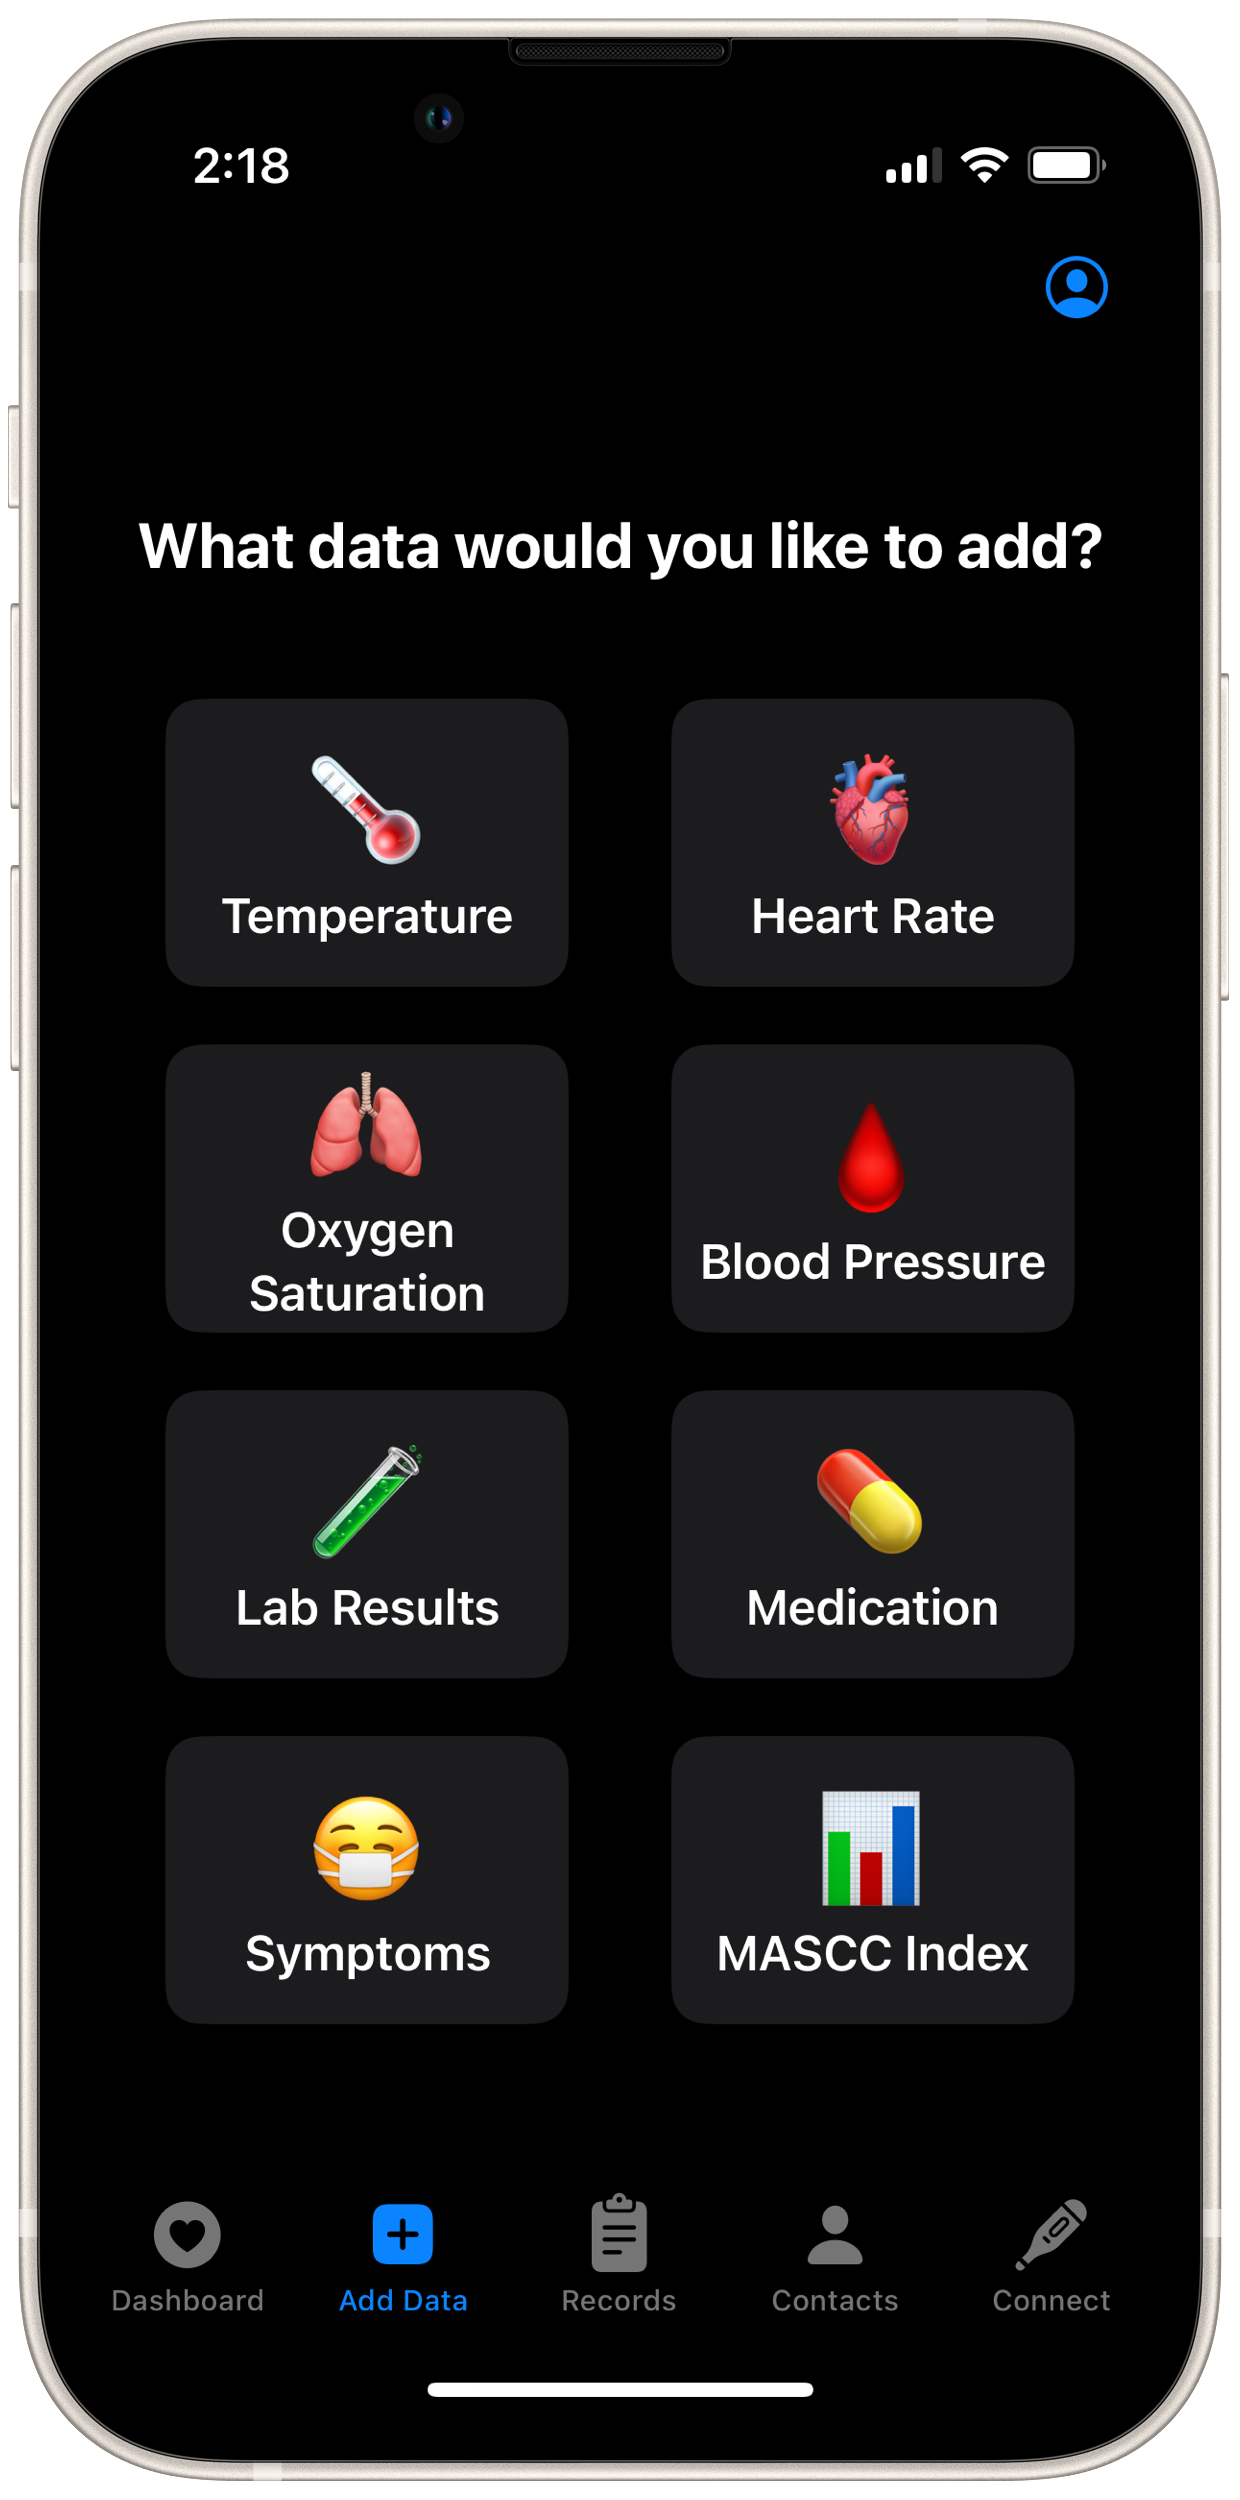 2:18
What data would you like to add?
Temperature
Heart Rate
Oxygen
Saturation
Blood Pressure
Lab Results
Medication
Symptoms
MASCC Index
Dashboard
Add Data
Records
Contacts
Connect